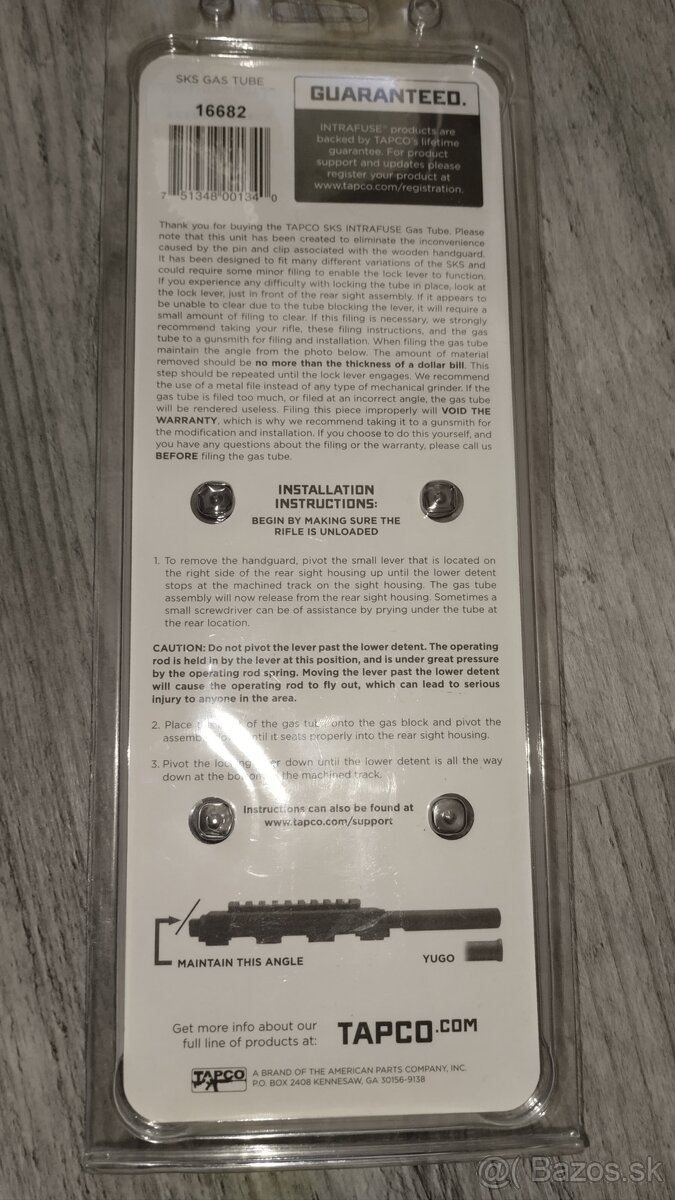 SKS GAS TUBE
16682
7 51348 00134 0
GUARANTEED.
INTRAFUSE™ products are
backed by TAPCO's lifetime
guarantee. For product
support and updates please
register your product at
www.tapco.com/registration.
Thank you for buying the TAPCO SKS INTRAFUSE Gas Tube. Please
note that this unit has been created to eliminate the inconvenience
caused by the pin and clip associated with the wooden handguard.
It has been designed to fit many different variations of the SKS and
could require some minor filing to enable the lock lever to function.
If you experience any difficulty with locking the tube in place, look at
the lock lever, just in front of the rear sight assembly. If it appears to
be unable to clear due to the tube blocking the lever, it will require a
small amount of filing to clear. If this filing is necessary, we strongly
recommend taking your rifle, these filing instructions, and the gas
tube to a gunsmith for filing and installation. When filing the gas tube
maintain the angle from the photo below. The amount of material
removed should be no more than the thickness of a dollar bill. This
step should be repeated until the lock lever engages. We recommend
the use of a metal file instead of any type of mechanical grinder. If the
gas tube is filed too much, or filed at an incorrect angle, the gas tube
will be rendered useless. Filing this piece improperly will VOID THE
WARRANTY, which is why we recommend taking it to a gunsmith for
the modification and installation. If you choose to do this yourself, and
you have any questions about the filing or the warranty, please call us
BEFORE filing the gas tube.
INSTALLATION
INSTRUCTIONS:
BEGIN BY MAKING SURE THE
RIFLE IS UNLOADED
1. To remove the handguard, pivot the small lever that is located on
the right side of the rear sight housing up until the lower detent
stops at the machined track on the sight housing. The gas tube
assembly will now release from the rear sight housing. Sometimes a
small screwdriver can be of assistance by prying under the tube at
the rear location.
CAUTION: Do not pivot the lever past the lower detent. The operating
rod is held in by the lever at this position, and is under great pressure
by the operating rod spring. Moving the lever past the lower detent
will cause the operating rod to fly out, which can lead to serious
injury to anyone in the area.
2. Place of the gas tube onto the gas block and pivot the
until it seats properly into the rear sight housing.
3. Pivot the locking lever down until the lower detent is all the way
down at the bottom of the machined track.
Instructions can also be found at
www.tapco.com/support
MAINTAIN THIS ANGLE
YUGO
Get more info about our
full line of products at:
TAPCO.COM
TAPCO
A BRAND OF THE AMERICAN PARTS COMPANY, INC.
P.O. BOX 2408 KENNESAW, GA 30156-9138
@( Bazos.sk